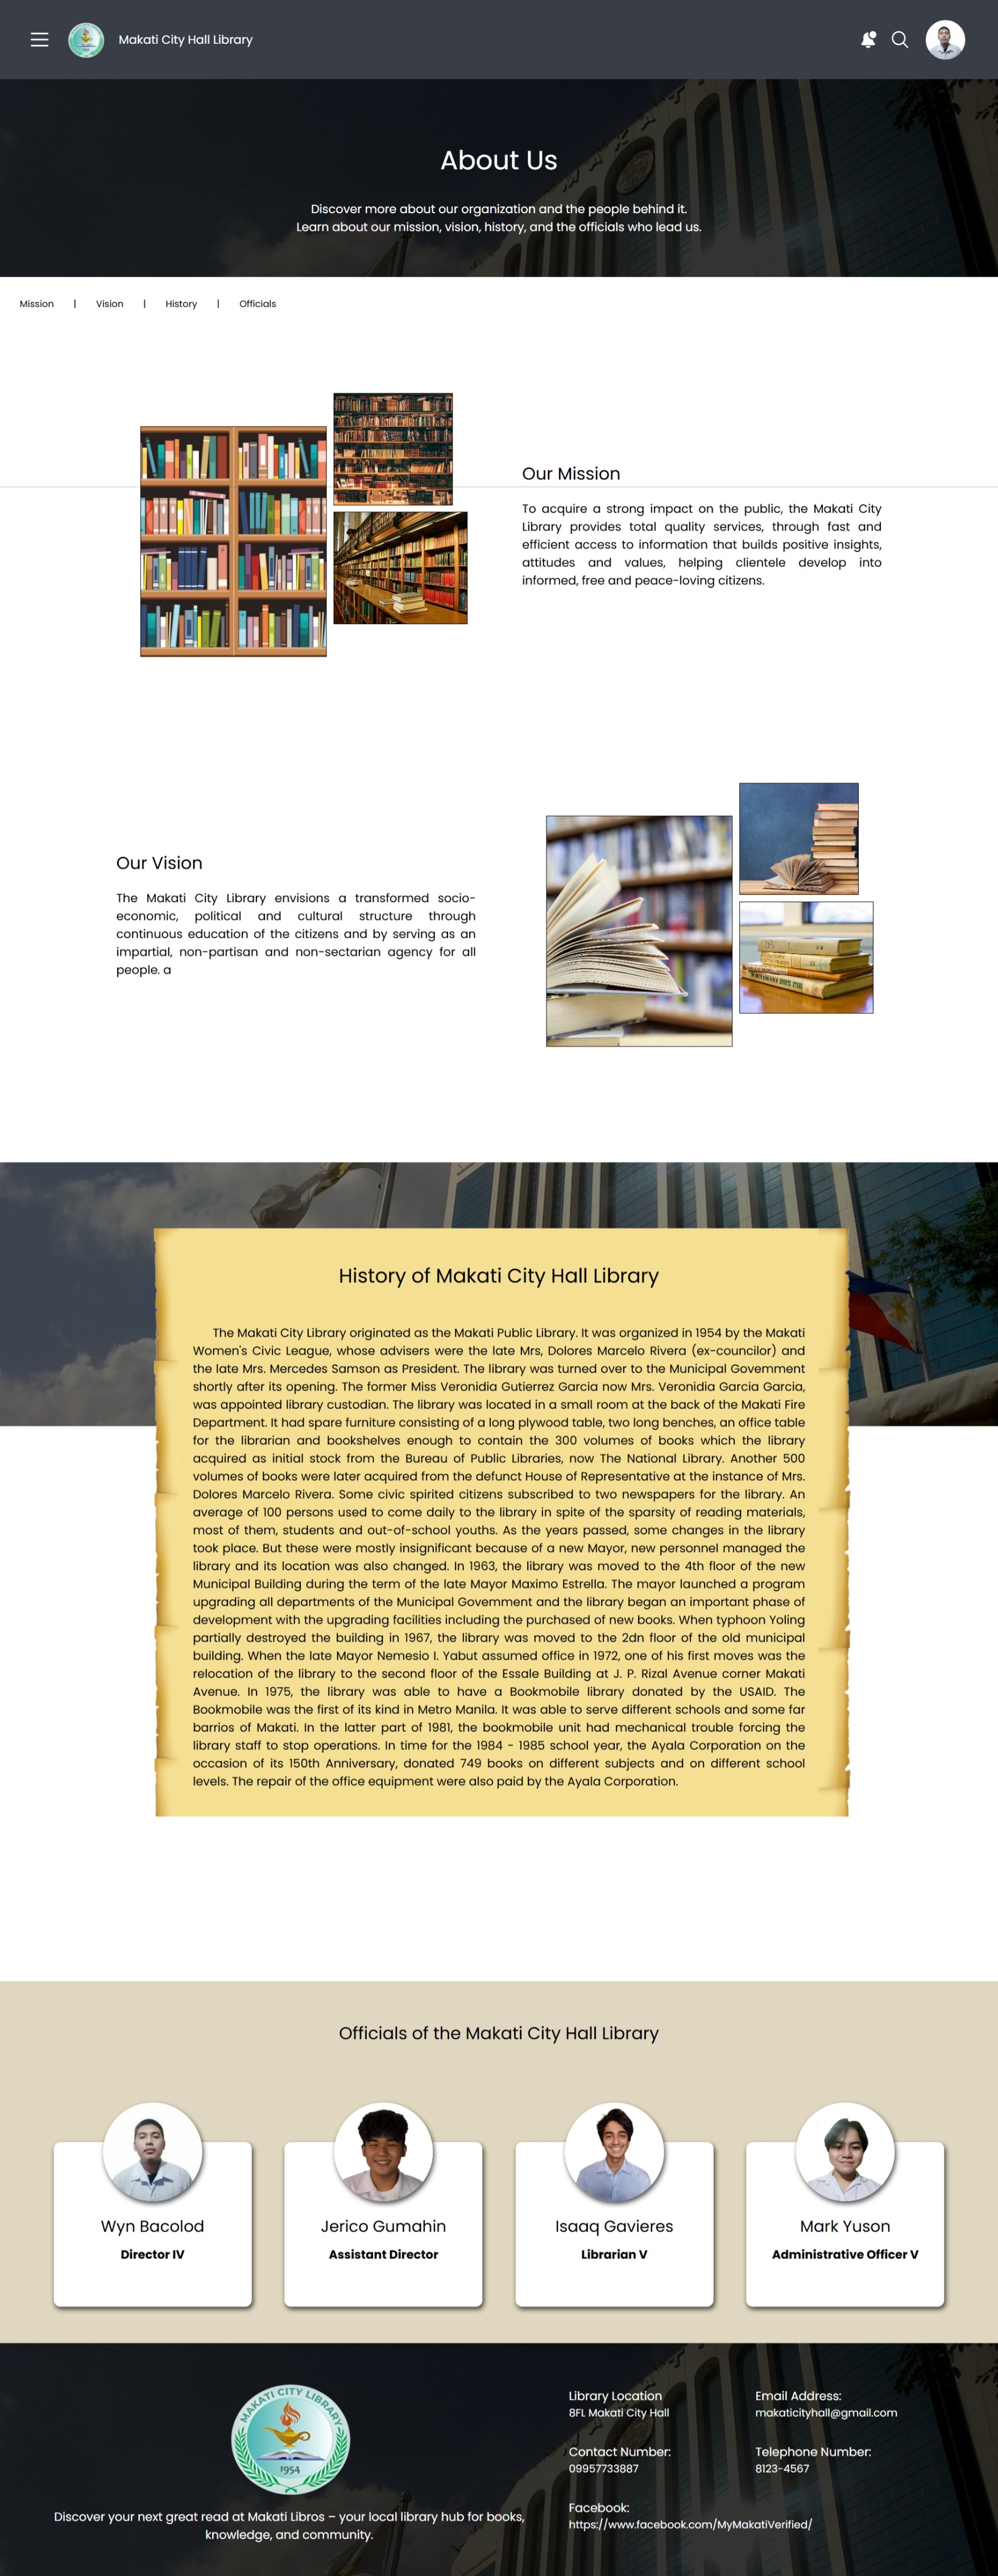 Makati City Hall Library
About Us
Discover more about our organization and the people behind it.
Learn about our mission, vision, history, and the officials who lead us.
Mission | Vision | History | Officials
Our Mission
To acquire a strong impact on the public, the Makati City
Library provides total quality services, through fast and
efficient access to information that builds positive insights,
attitudes and values, helping clientele develop into
informed, free and peace-loving citizens.
Our Vision
The Makati City Library envisions a transformed socio-
economic, political and cultural structure through
continuous education of the citizens and by serving as an
impartial, non-partisan and non-sectarian agency for all
people. a
History of Makati City Hall Library
The Makati City Library originated as the Makati Public Library. It was organized in 1954 by the Makati
Women's Civic League, whose advisers were the late Mrs, Dolores Marcelo Rivera (ex-councilor) and
the late Mrs. Mercedes Samson as President. The library was turned over to the Municipal Govemment
shortly after its opening. The former Miss Veronidia Gutierrez Garcia now Mrs. Veronidia Garcia Garcia,
was appointed library custodian. The library was located in a small room at the back of the Makati Fire
Department. It had spare furniture consisting of a long plywood table, two long benches, an office table
for the librarian and bookshelves enough to contain the 300 volumes of books which the library
acquired as initial stock from the Bureau of Public Libraries, now The National Library. Another 500
volumes of books were later acquired from the defunct House of Representative at the instance of Mrs.
Dolores Marcelo Rivera. Some civic spirited citizens subscribed to two newspapers for the library. An
average of 100 persons used to come daily to the library in spite of the sparsity of reading materials,
most of them, students and out-of-school youths. As the years passed, some changes in the library
took place. But these were mostly insignificant because of a new Mayor, new personnel managed the
library and its location was also changed. In 1963, the library was moved to the 4th floor of the new
Municipal Building during the term of the late Mayor Maximo Estrella. The mayor launched a program
upgrading all departments of the Municipal Govemment and the library began an important phase of
development with the upgrading facilities including the purchased of new books. When typhoon Yoling
partially destroyed the building in 1967, the library was moved to the 2dn floor of the old municipal
building. When the late Mayor Nemesio I. Yabut assumed office in 1972, one of his first moves was the
relocation of the library to the second floor of the Essale Building at J. P. Rizal Avenue corner Makati
Avenue. In 1975, the library was able to have a Bookmobile library donated by the USAID. The
Bookmobile was the first of its kind in Metro Manila. It was able to serve different schools and some far
barrios of Makati. In the latter part of 1981, the bookmobile unit had mechanical trouble forcing the
library staff to stop operations. In time for the 1984 - 1985 school year, the Ayala Corporation on the
occasion of its 150th Anniversary, donated 749 books on different subjects and on different school
levels. The repair of the office equipment were also paid by the Ayala Corporation.
Officials of the Makati City Hall Library
Wyn Bacolod
Director IV
Jerico Gumahin
Assistant Director
Isaaq Gavieres
Librarian V
Mark Yuson
Administrative Officer V
MAKATI CITY LIBRARY
1954
Discover your next great read at Makati Libros – your local library hub for books,
knowledge, and community.
Library Location
8FL Makati City Hall
Email Address:
makaticityhall@gmail.com
Contact Number:
09957733887
Telephone Number:
8123-4567
Facebook:
https://www.facebook.com/MyMakatiVerified/